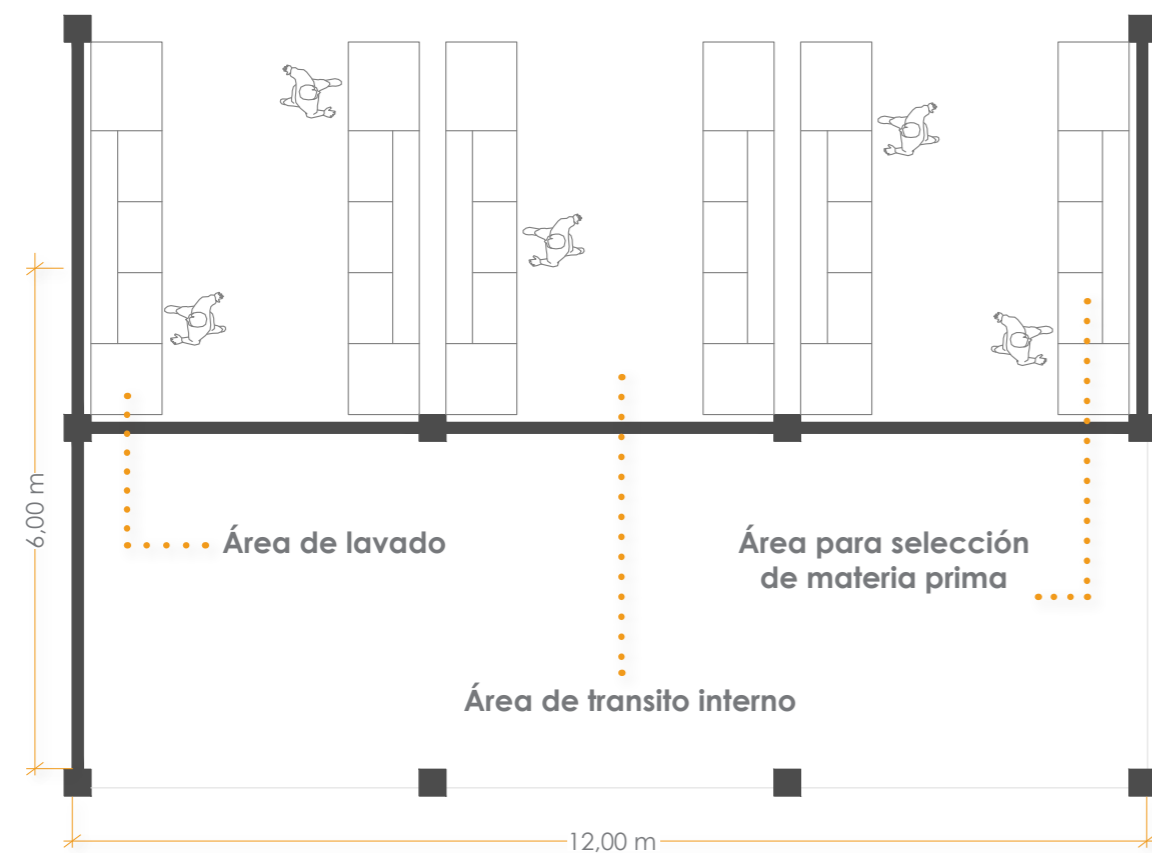 6,00 m
Área de lavado
Área para selección
de materia prima
Área de transito interno
12,00 m